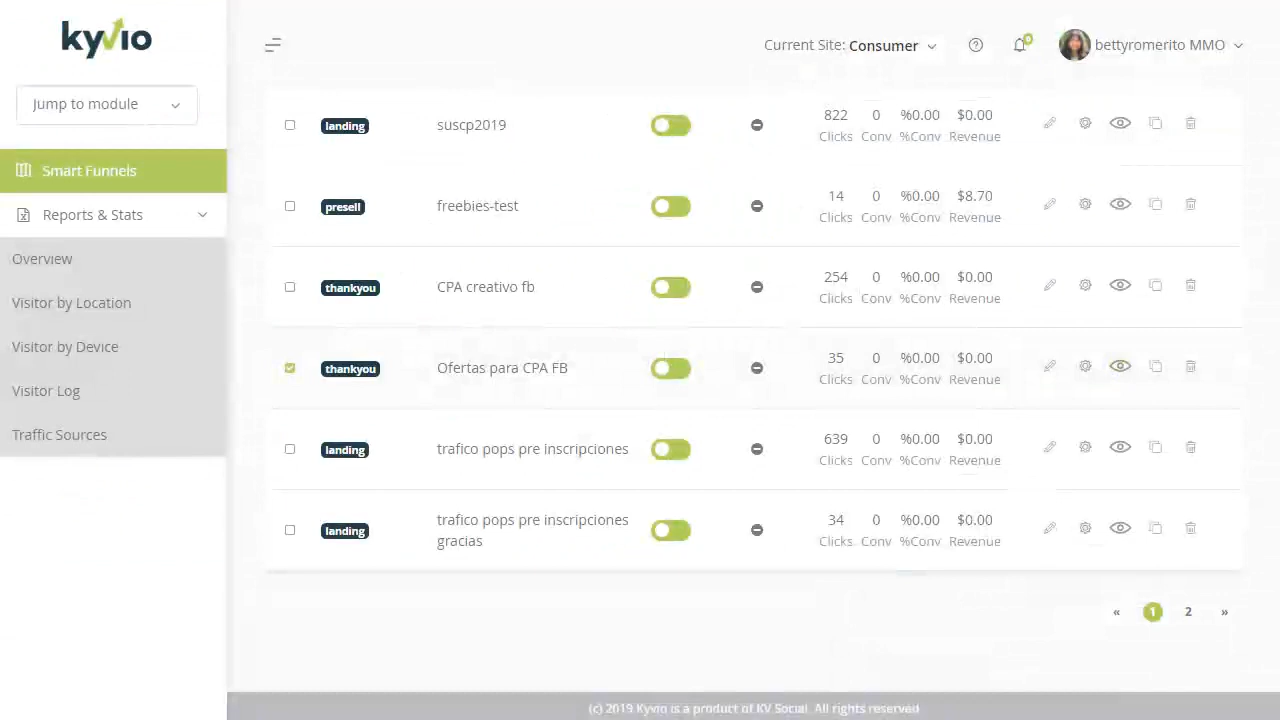 kyvio
Current Site: Consumer
0
bettyromerito MMO
Jump to module
Smart Funnels
Reports & Stats
Overview
Visitor by Location
Visitor by Device
Visitor Log
Traffic Sources
landing suscp2019 822 0 %0.00 $0.00
Clicks Conv %Conv Revenue
presell freebies-test 14 0 %0.00 $8.70
Clicks Conv %Conv Revenue
thankyou CPA creativo fb 254 0 %0.00 $0.00
Clicks Conv %Conv Revenue
thankyou Ofertas para CPA FB 35 0 %0.00 $0.00
Clicks Conv %Conv Revenue
landing trafico pops pre inscripciones 639 0 %0.00 $0.00
Clicks Conv %Conv Revenue
landing trafico pops pre inscripciones gracias 34 0 %0.00 $0.00
Clicks Conv %Conv Revenue
« 1 2 »
(c) 2019 Kyvio is a product of KV Social. All rights reserved